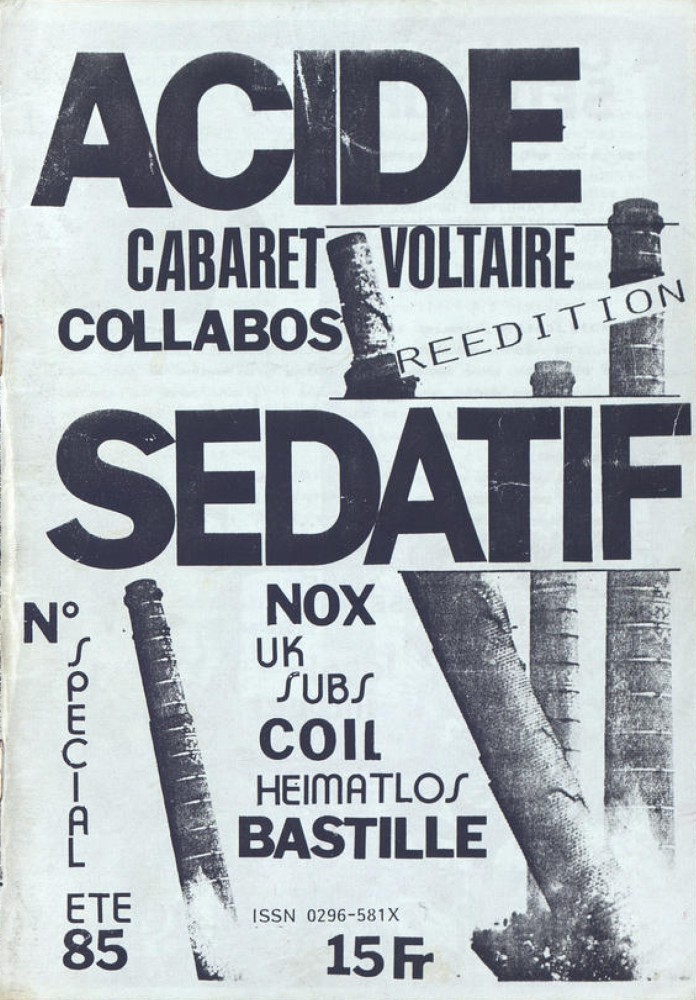 ACIDE
CABARET VOLTAIRE
COLLABOS
REEDITION
SEDATIF
N° SPECIAL
ETE
85
NOX
UK
SUBS
COIL
HEIMATLOS
BASTILLE
ISSN 0296-581X
15 Fr